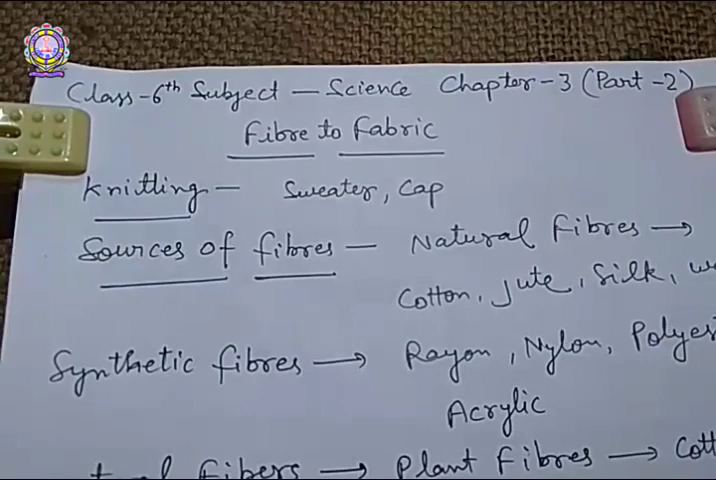 Class-6th Subject - Science Chapter-3 (Part-2)
Fibre to Fabric
Knitting - Sweater, Cap
Sources of fibres - Natural Fibres →
Cotton, Jute, Silk,
Synthetic fibres → Rayon, Nylon,
Acrylic
Fibers → Plant Fibres →